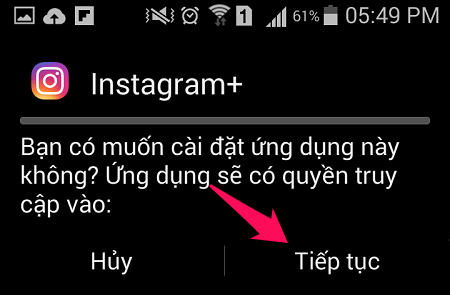 1 61% 05:49 PM
Instagram+
Bạn có muốn cài đặt ứng dụng này
không? Ứng dụng sẽ có quyền truy
cập vào:
Hủy Tiếp tục